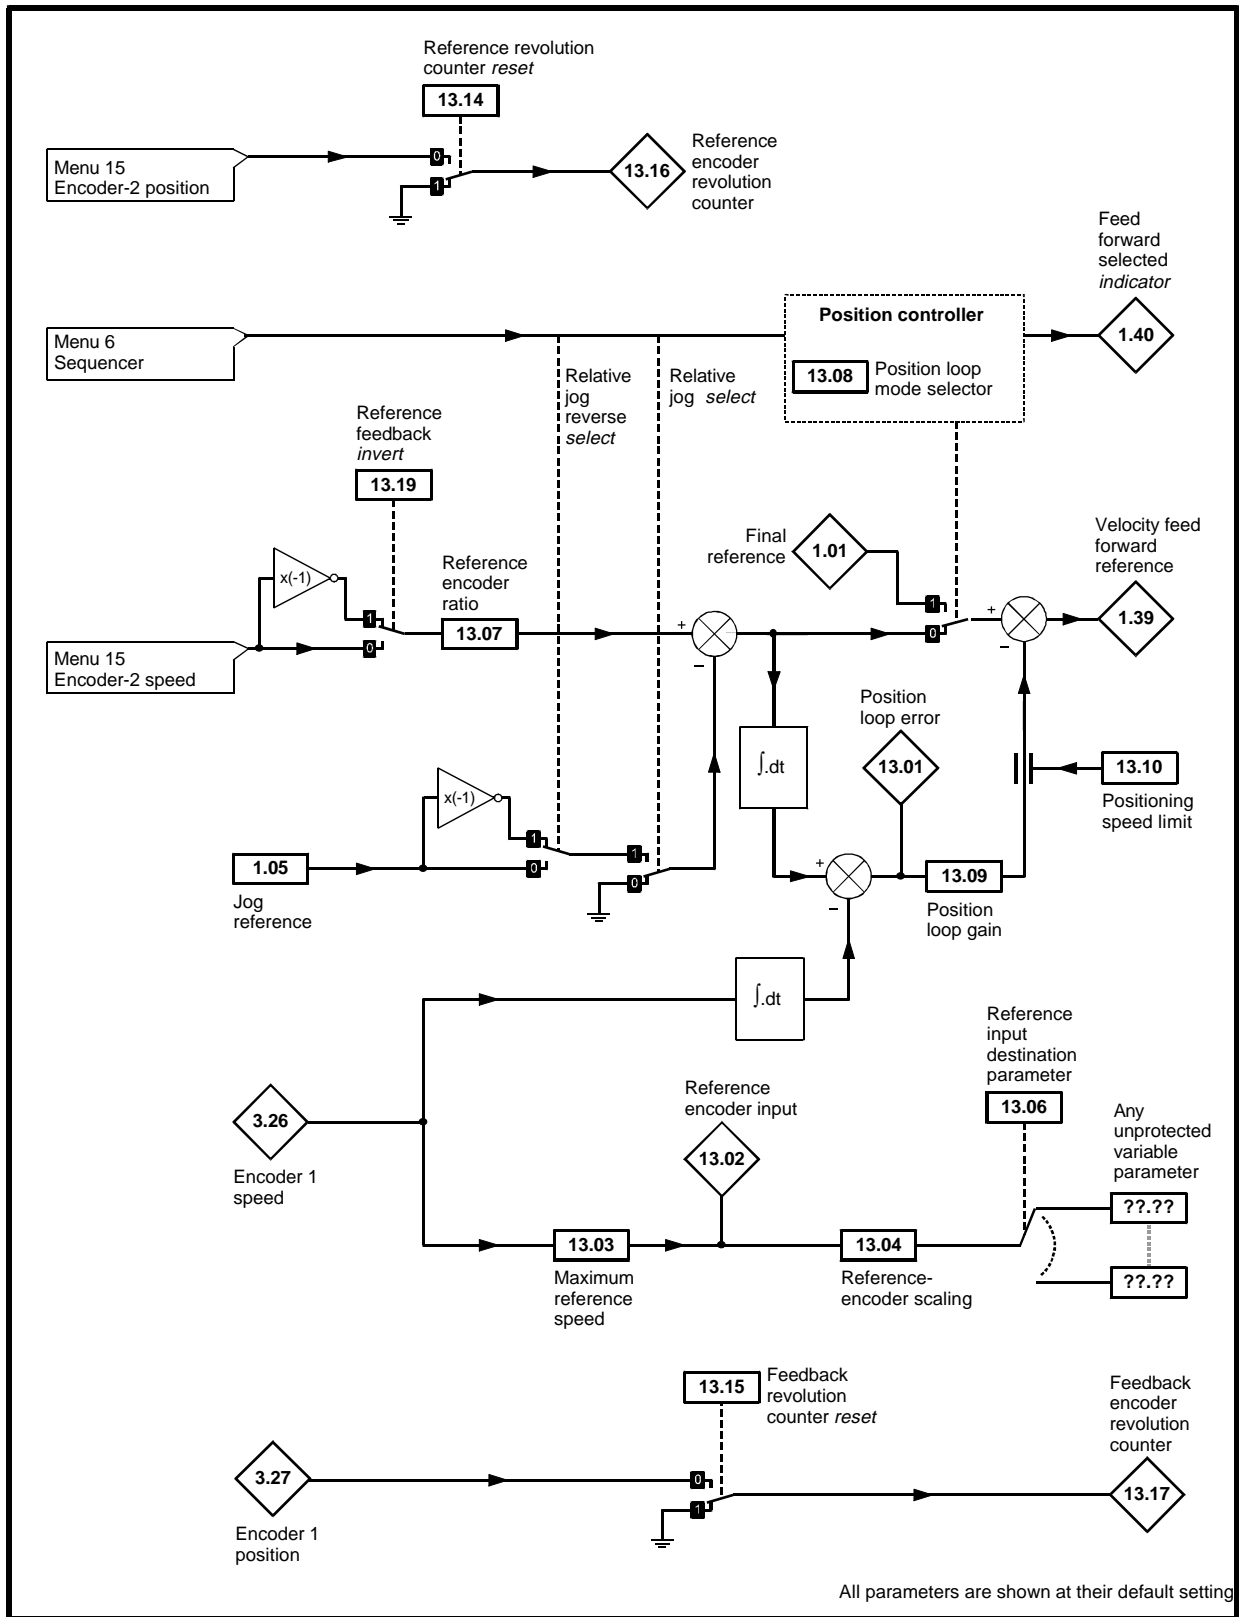 Reference revolution
counter reset
13.14
Menu 15
Encoder-2 position
0
1
13.16
Reference
encoder
revolution
counter
Feed
forward
selected
indicator
Menu 6
Sequencer
Position controller
13.08
Position loop
mode selector
1.40
Relative
jog
reverse
select
Relative
jog select
Reference
feedback
invert
13.19
Final
reference
1.01
Velocity feed
forward
reference
x(-1)
Reference
encoder
ratio
1
0
13.07
+
–
1
0
+
–
1.39
Menu 15
Encoder-2 speed
Position
loop error
13.01
∫.dt
13.10
Positioning
speed limit
x(-1)
1.05
Jog
reference
1
0
1
0
+
–
13.09
Position
loop gain
∫.dt
Reference
input
destination
parameter
13.06
Reference
encoder input
13.02
3.26
Encoder 1
speed
Any
unprotected
variable
parameter
??.??
13.03
Maximum
reference
speed
13.04
Reference-
encoder scaling
??.??
13.15
Feedback
revolution
counter reset
Feedback
encoder
revolution
counter
3.27
Encoder 1
position
0
1
13.17
All parameters are shown at their default setting